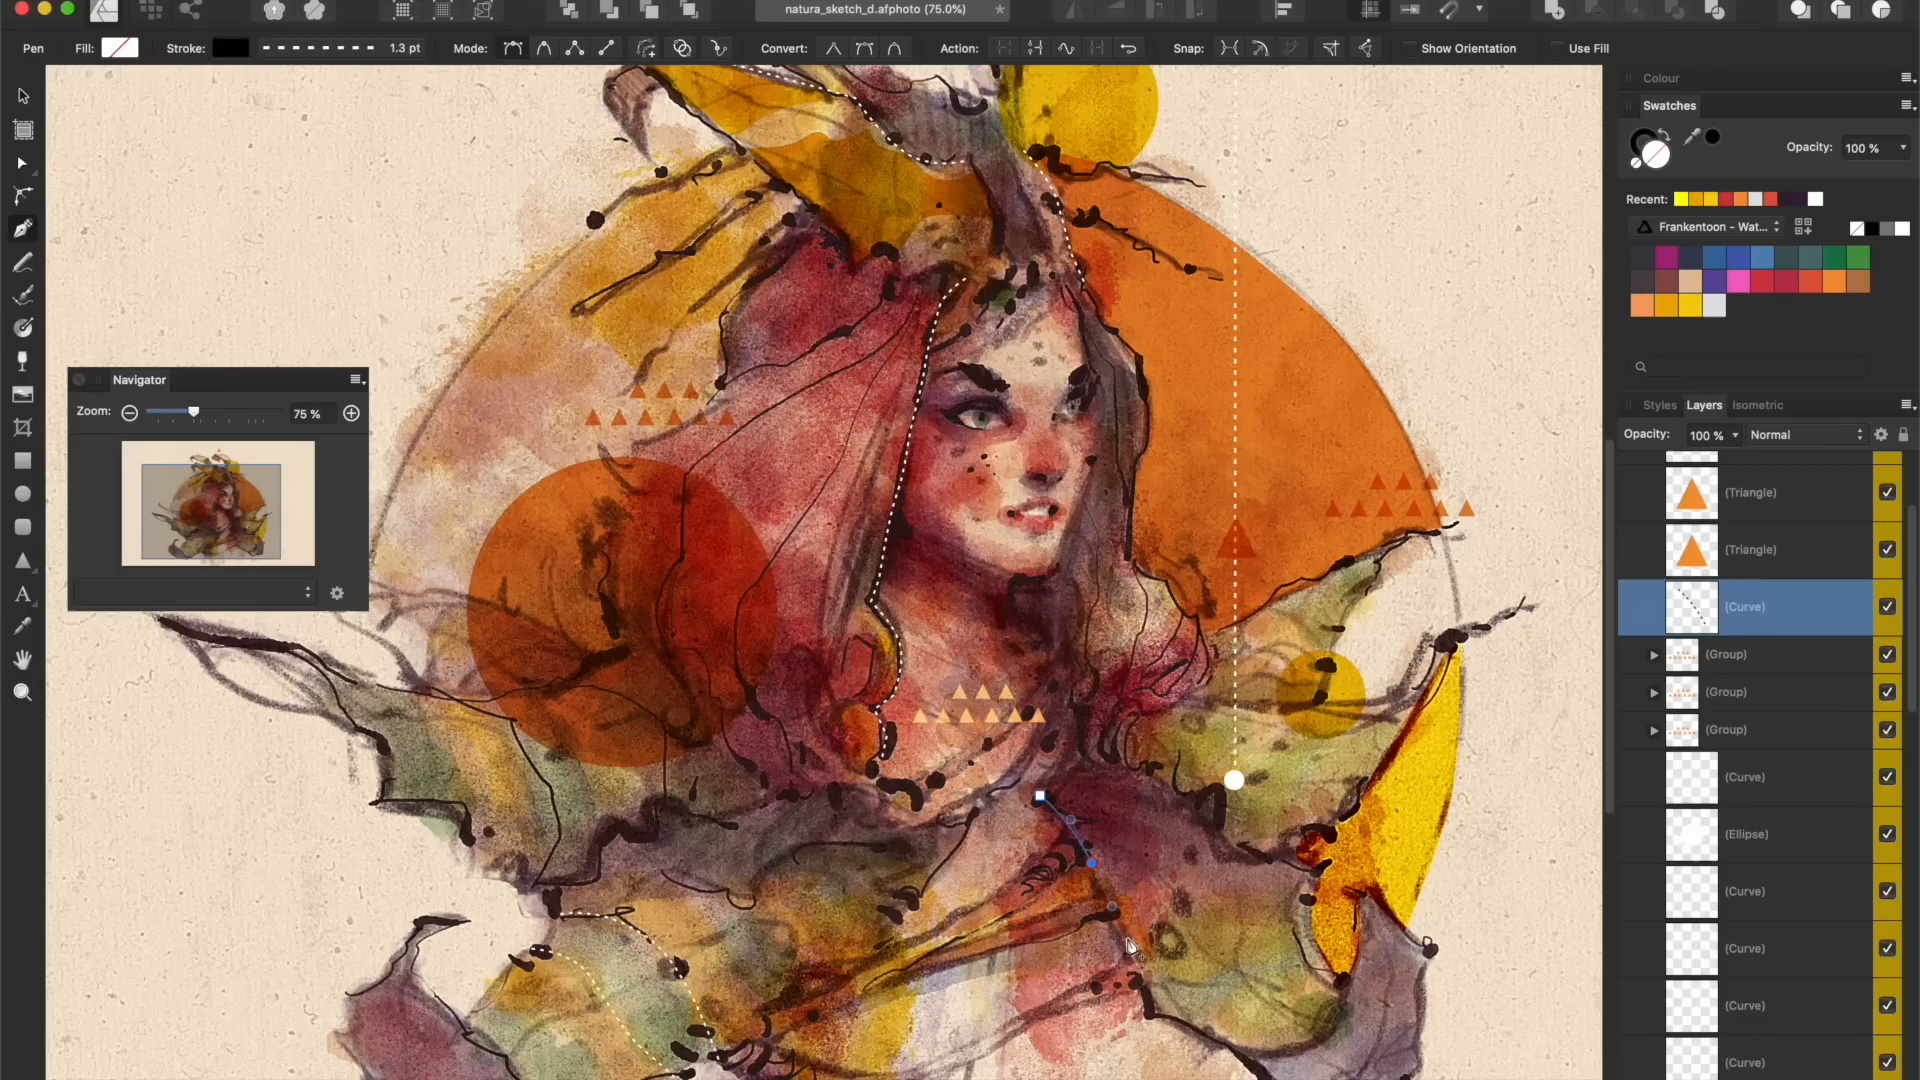 natura_sketch_d.afphoto (75.0%)
*
Pen Fill: Stroke: 1.3 pt Mode: Convert: Action: Snap: Show Orientation Use Fill
Colour
Swatches
Opacity: 100 %
Recent:
Frankentoon - Wat...
Navigator
Zoom: 75 %
Styles Layers Isometric
Opacity: 100 % Normal
(Triangle)
(Triangle)
(Curve)
(Group)
(Group)
(Group)
(Curve)
(Ellipse)
(Curve)
(Curve)
(Curve)
(Curve)